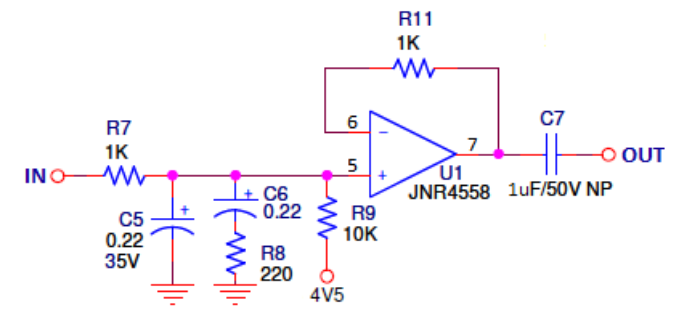 R11
1K
C7
6
-
7
R7
1K
OUT
5
+
U1
IN
JNR4558
1uF/50V NP
+
+
C6
0.22
C5
0.22
35V
R9
10K
R8
220
4V5